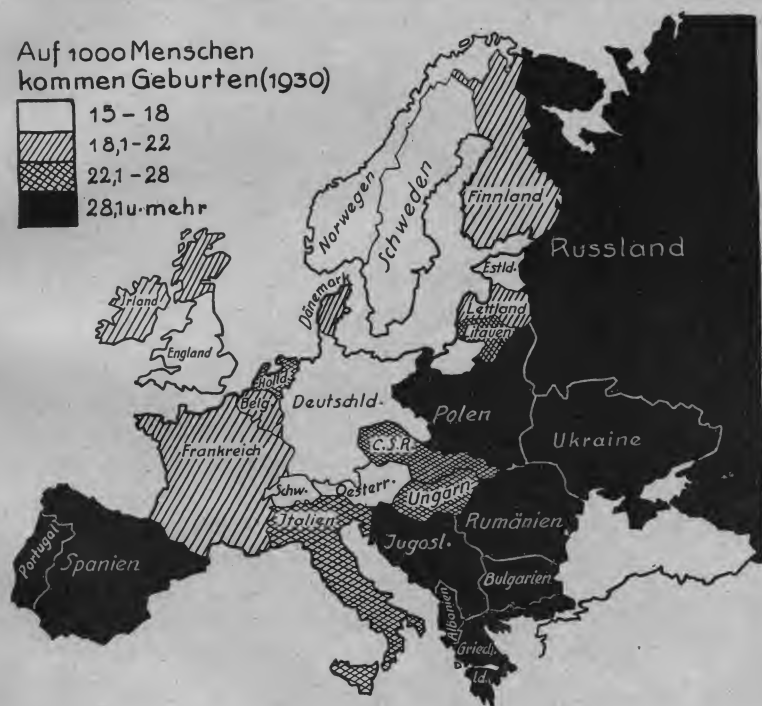 Auf 1000 Menschen
kommen Geburten (1930)
15 – 18
18,1 – 22
22,1 – 28
28,1 u. mehr
Norwegen
Schweden
Finnland
Russland
Estld.
Lettland
Litauen
Dänemark
Irland
England
Holld.
Belg.
Deutschld.
Polen
Ukraine
C.S.R.
Frankreich
Schw.
Oesterr.
Ungarn
Italien
Rumänien
Jugosl.
Portugal
Spanien
Bulgarien
Albanien
Griech.
ld.